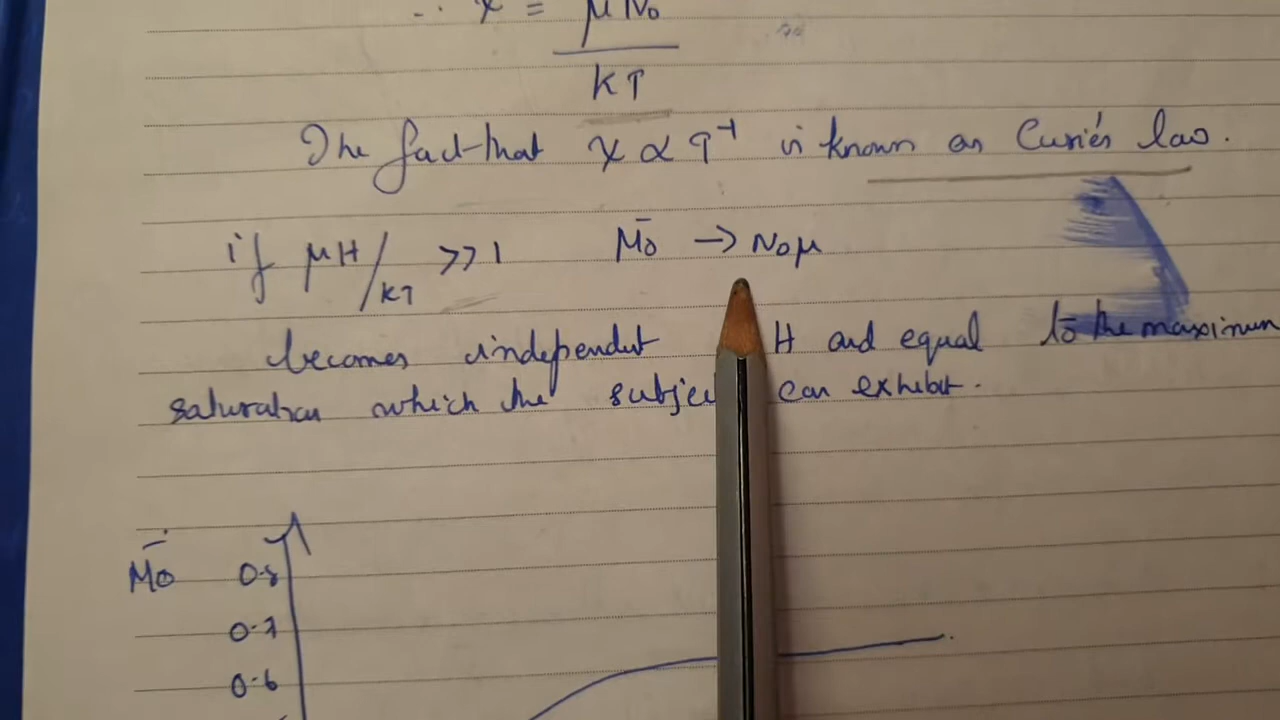 ∴ χ = μ N₀ / kT
The fact that χ ∝ T⁻¹ is known as Curie's law.
if μH/kT >> 1 M̄₀ → N₀μ
becomes independent H and equal to the maximum
saturation which the subjec can exhibit.
M̄₀ 0.8
0.7
0.6